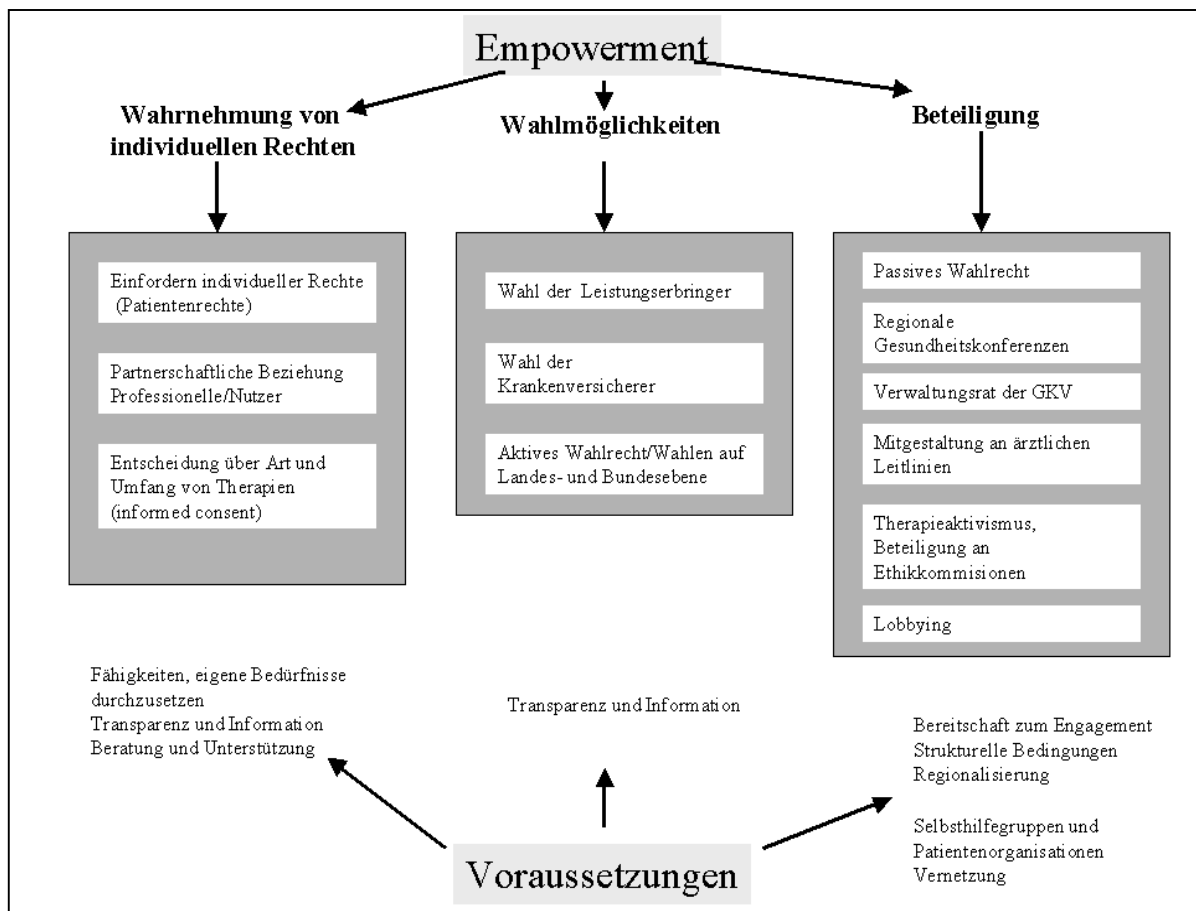 Empowerment
Wahrnehmung von
individuellen Rechten
Wahlmöglichkeiten
Beteiligung
Einfordern individueller Rechte
(Patientenrechte)
Partnerschaftliche Beziehung
Professionelle/Nutzer
Entscheidung über Art und
Umfang von Therapien
(informed consent)
Wahl der Leistungserbringer
Wahl der
Krankenversicherer
Aktives Wahlrecht/Wahlen auf
Landes- und Bundesebene
Passives Wahlrecht
Regionale
Gesundheitskonferenzen
Verwaltungsrat der GKV
Mitgestaltung an ärztlichen
Leitlinien
Therapieaktivismus,
Beteiligung an
Ethikkommisionen
Lobbying
Fähigkeiten, eigene Bedürfnisse
durchzusetzen
Transparenz und Information
Beratung und Unterstützung
Transparenz und Information
Bereitschaft zum Engagement
Strukturelle Bedingungen
Regionalisierung
Selbsthilfegruppen und
Patientenorganisationen
Vernetzung
Voraussetzungen